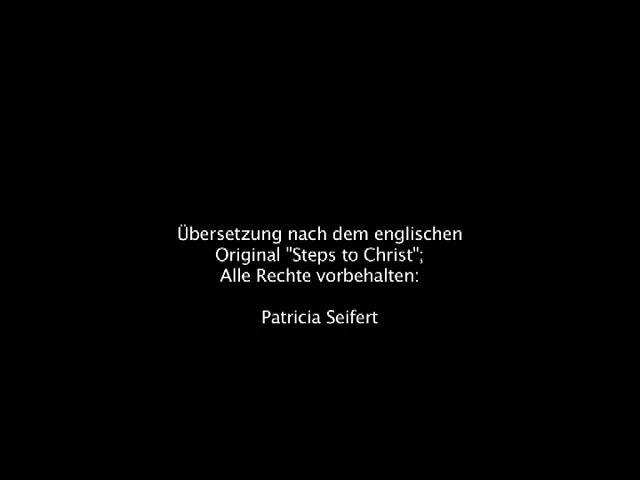 Übersetzung nach dem englischen
Original "Steps to Christ";
Alle Rechte vorbehalten:
Patricia Seifert